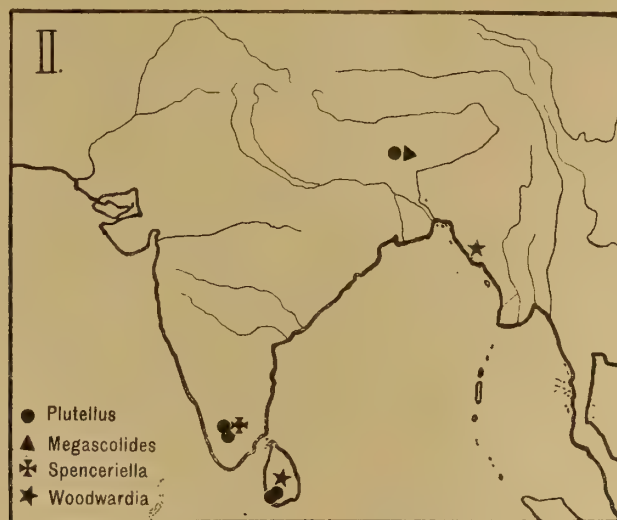 II.
Plutellus
Megascolides
Spenceriella
Woodwardia